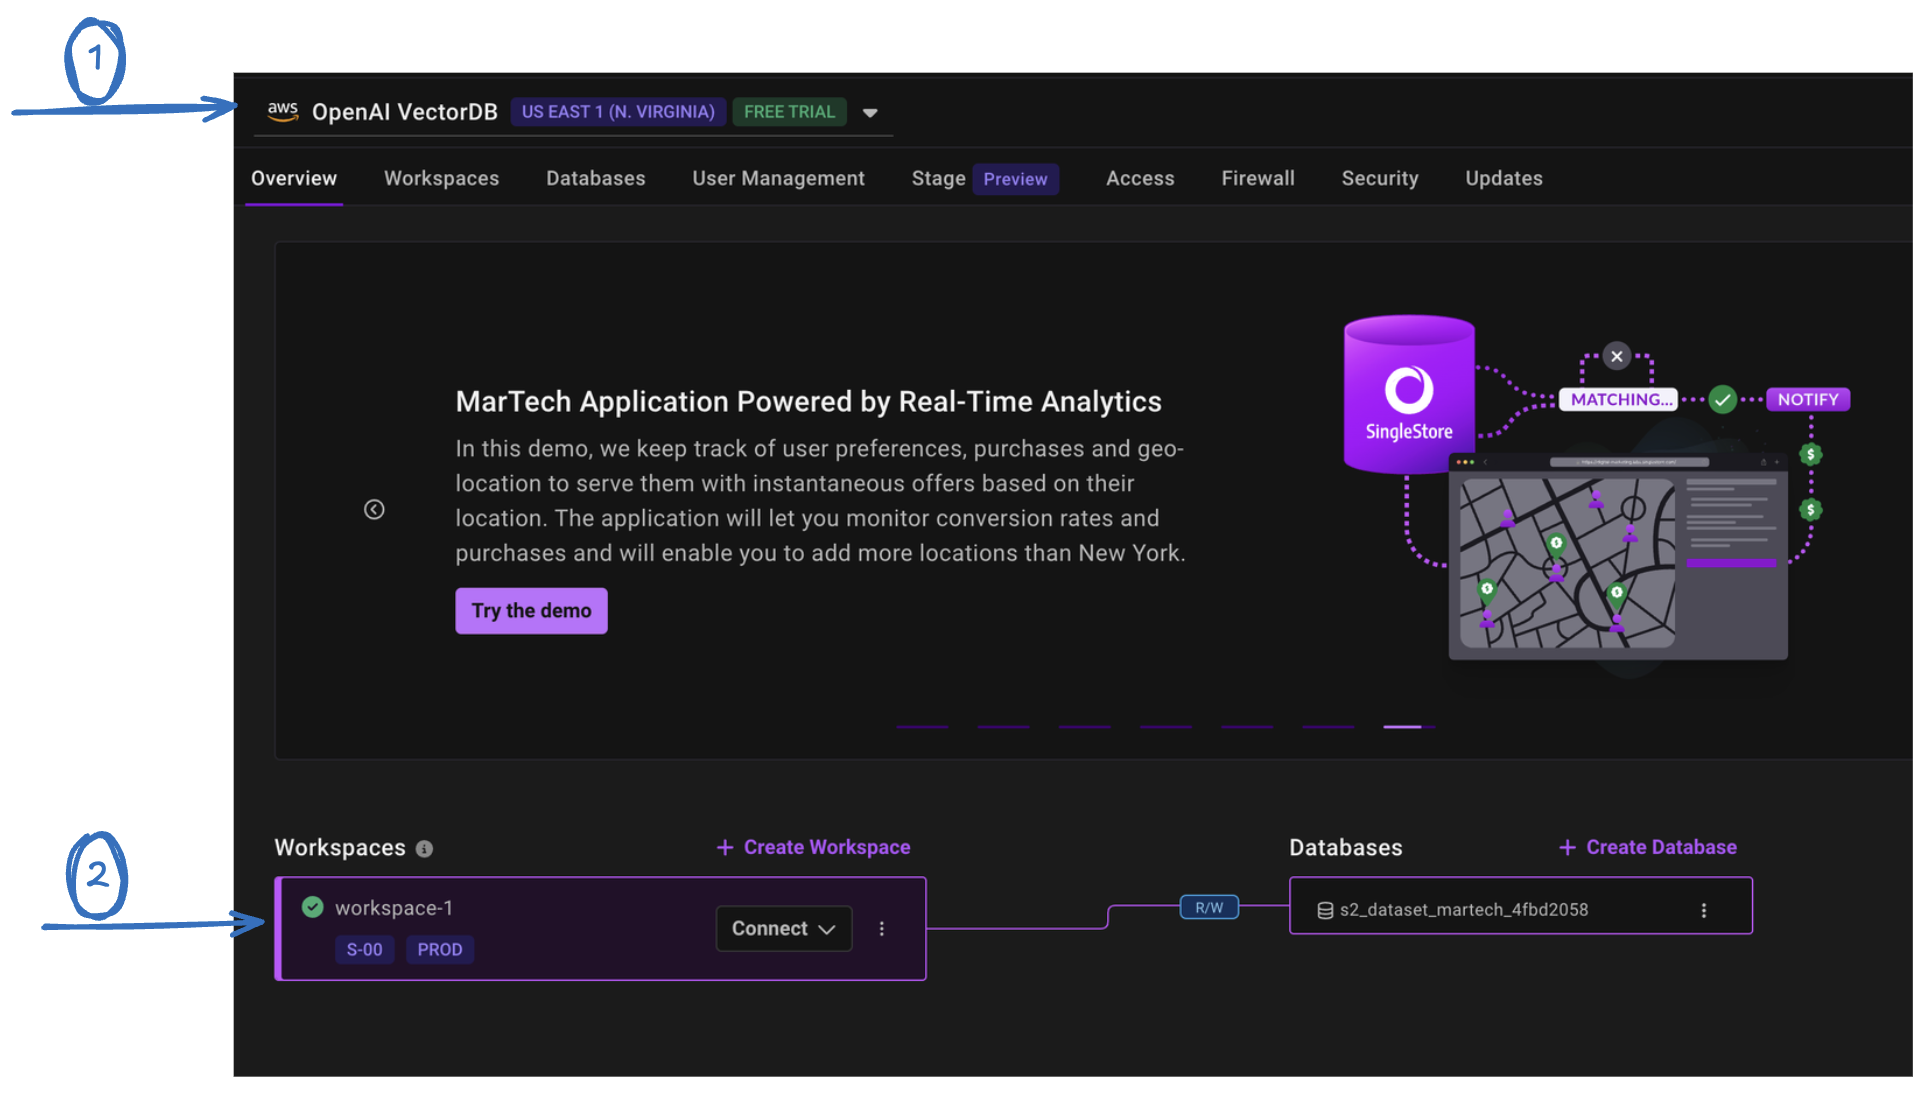 1
aws OpenAI VectorDB US EAST 1 (N. VIRGINIA) FREE TRIAL
Overview Workspaces Databases User Management Stage Preview Access Firewall Security Updates
MarTech Application Powered by Real-Time Analytics
In this demo, we keep track of user preferences, purchases and geo-
location to serve them with instantaneous offers based on their
location. The application will let you monitor conversion rates and
purchases and will enable you to add more locations than New York.
Try the demo
SingleStore
MATCHING...
NOTIFY
$
$
2
Workspaces + Create Workspace
workspace-1
S-00 PROD
Connect
R/W
Databases + Create Database
s2_dataset_martech_4fbd2058